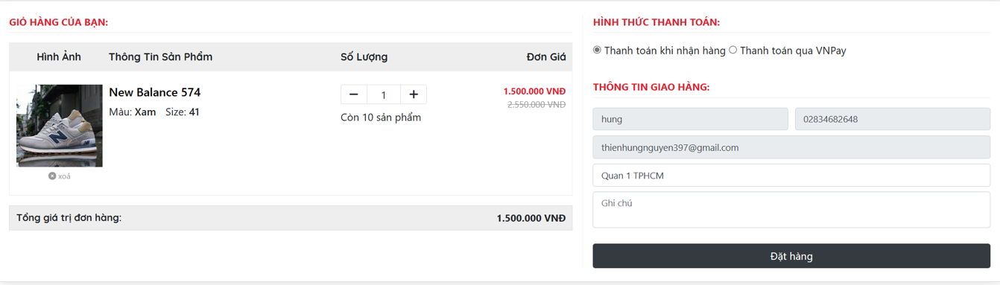 GIỎ HÀNG CỦA BẠN:
Hình Ảnh Thông Tin Sản Phẩm Số Lượng Đơn Giá
New Balance 574
Màu: Xam Size: 41
− 1 +
Còn 10 sản phẩm
1.500.000 VNĐ
2.550.000 VNĐ
xoá
Tổng giá trị đơn hàng: 1.500.000 VNĐ
HÌNH THỨC THANH TOÁN:
Thanh toán khi nhận hàng Thanh toán qua VNPay
THÔNG TIN GIAO HÀNG:
hung 02834682648
thienhungnguyen397@gmail.com
Quan 1 TPHCM
Ghi chú
Đặt hàng